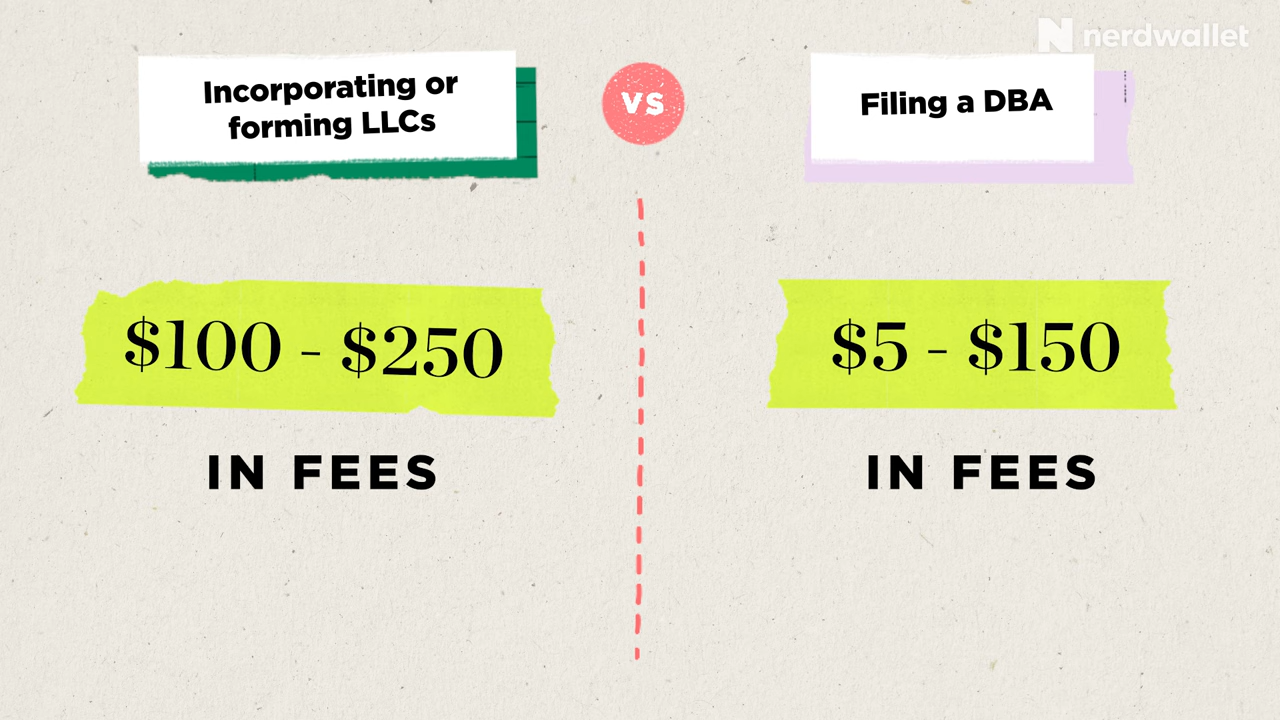 nerdwallet
Incorporating or
forming LLCs
VS
Filing a DBA
$100 - $250
IN FEES
$5 - $150
IN FEES